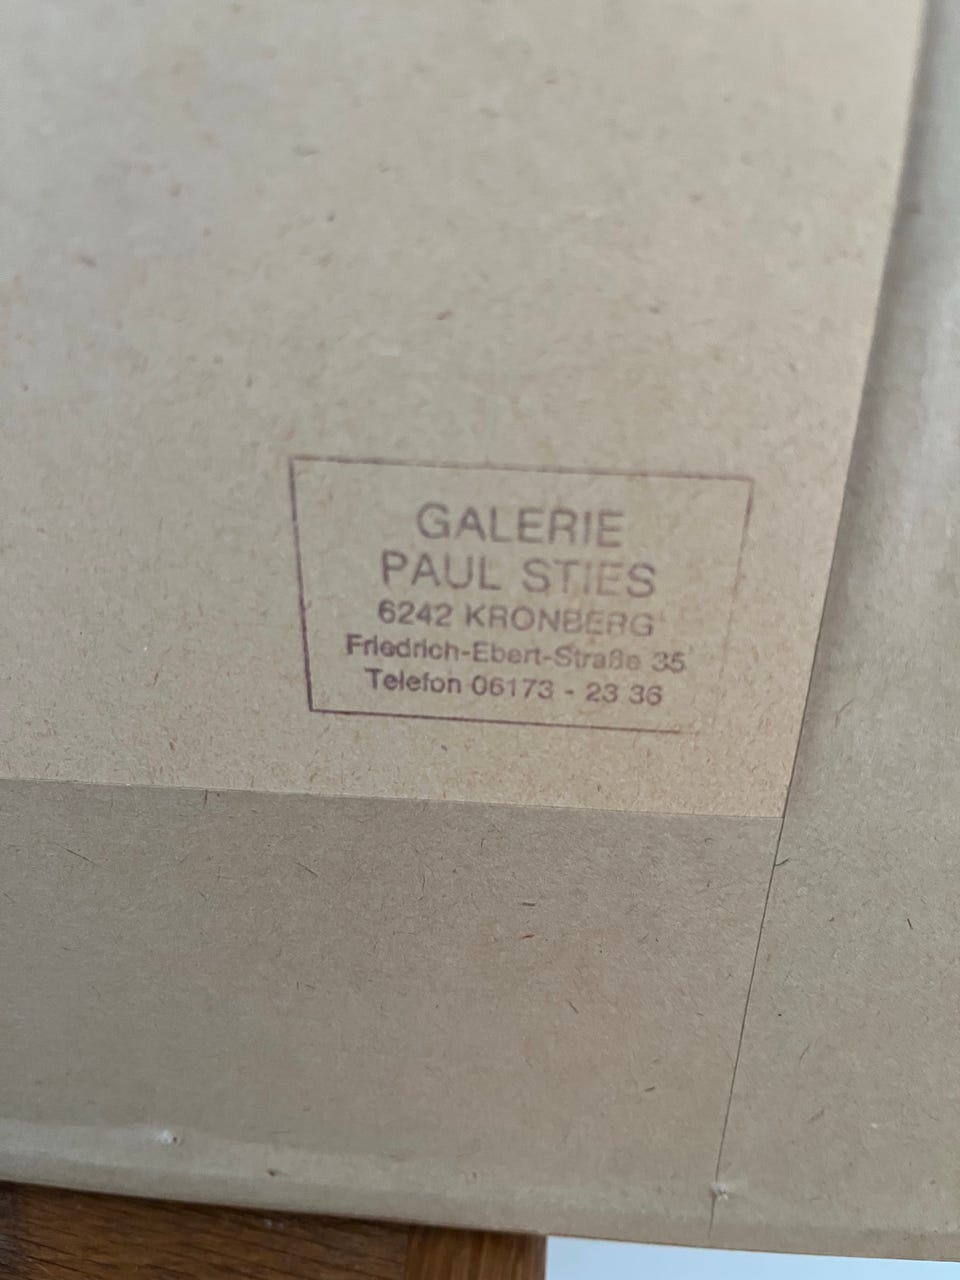 GALERIE
PAUL STIES
6242 KRONBERG
Friedrich-Ebert-Straße 35
Telefon 06173 - 23 36